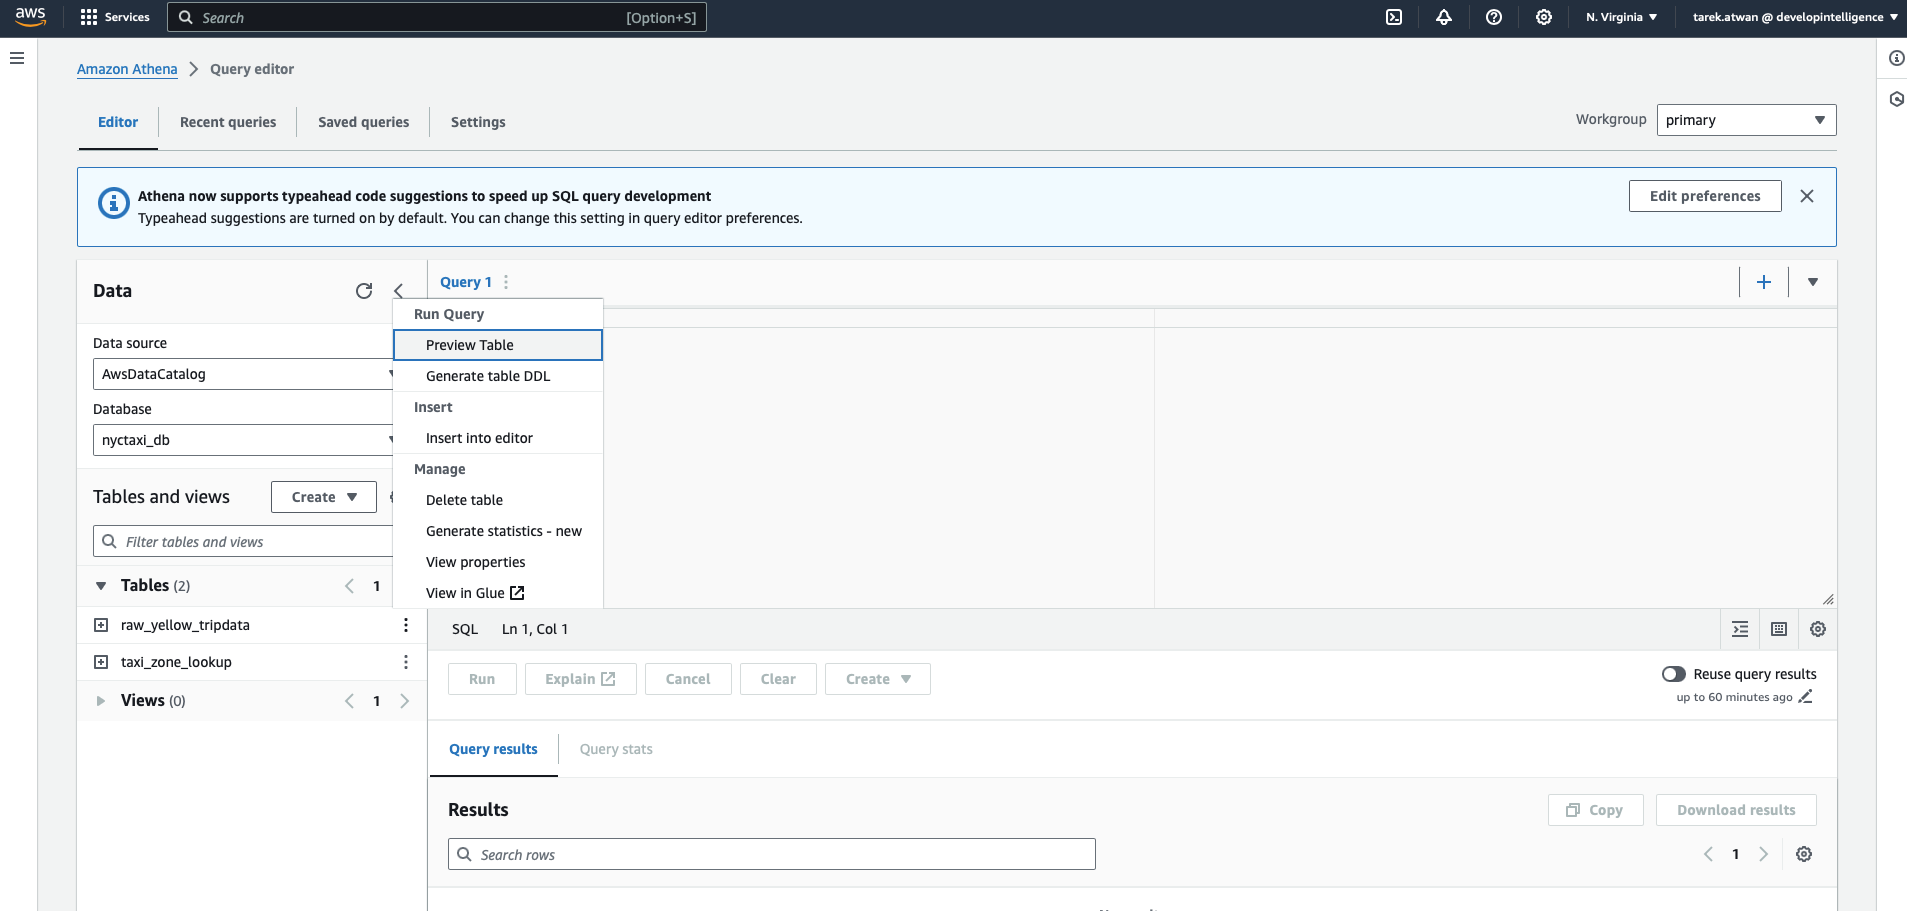 aws
Services
Search
[Option+S]
N. Virginia
tarek.atwan @ developintelligence
Amazon Athena
Query editor
Editor
Recent queries
Saved queries
Settings
Workgroup
primary
Athena now supports typeahead code suggestions to speed up SQL query development
Typeahead suggestions are turned on by default. You can change this setting in query editor preferences.
Edit preferences
Data
Query 1
Run Query
Preview Table
Generate table DDL
Insert
Insert into editor
Manage
Delete table
Generate statistics - new
View properties
View in Glue
Data source
AwsDataCatalog
Database
nyctaxi_db
Tables and views
Create
Filter tables and views
Tables (2)
1
raw_yellow_tripdata
taxi_zone_lookup
Views (0)
1
SQL
Ln 1, Col 1
Run
Explain
Cancel
Clear
Create
Reuse query results
up to 60 minutes ago
Query results
Query stats
Results
Copy
Download results
Search rows
1